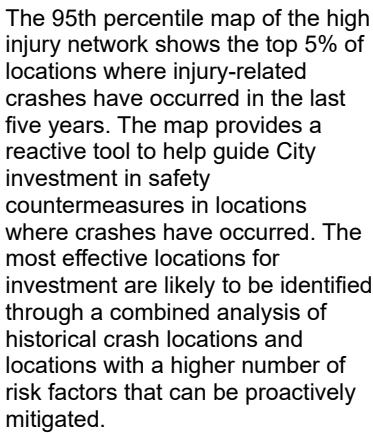 The 95th percentile map of the high
injury network shows the top 5% of
locations where injury-related
crashes have occurred in the last
five years. The map provides a
reactive tool to help guide City
investment in safety
countermeasures in locations
where crashes have occurred. The
most effective locations for
investment are likely to be identified
through a combined analysis of
historical crash locations and
locations with a higher number of
risk factors that can be proactively
mitigated.